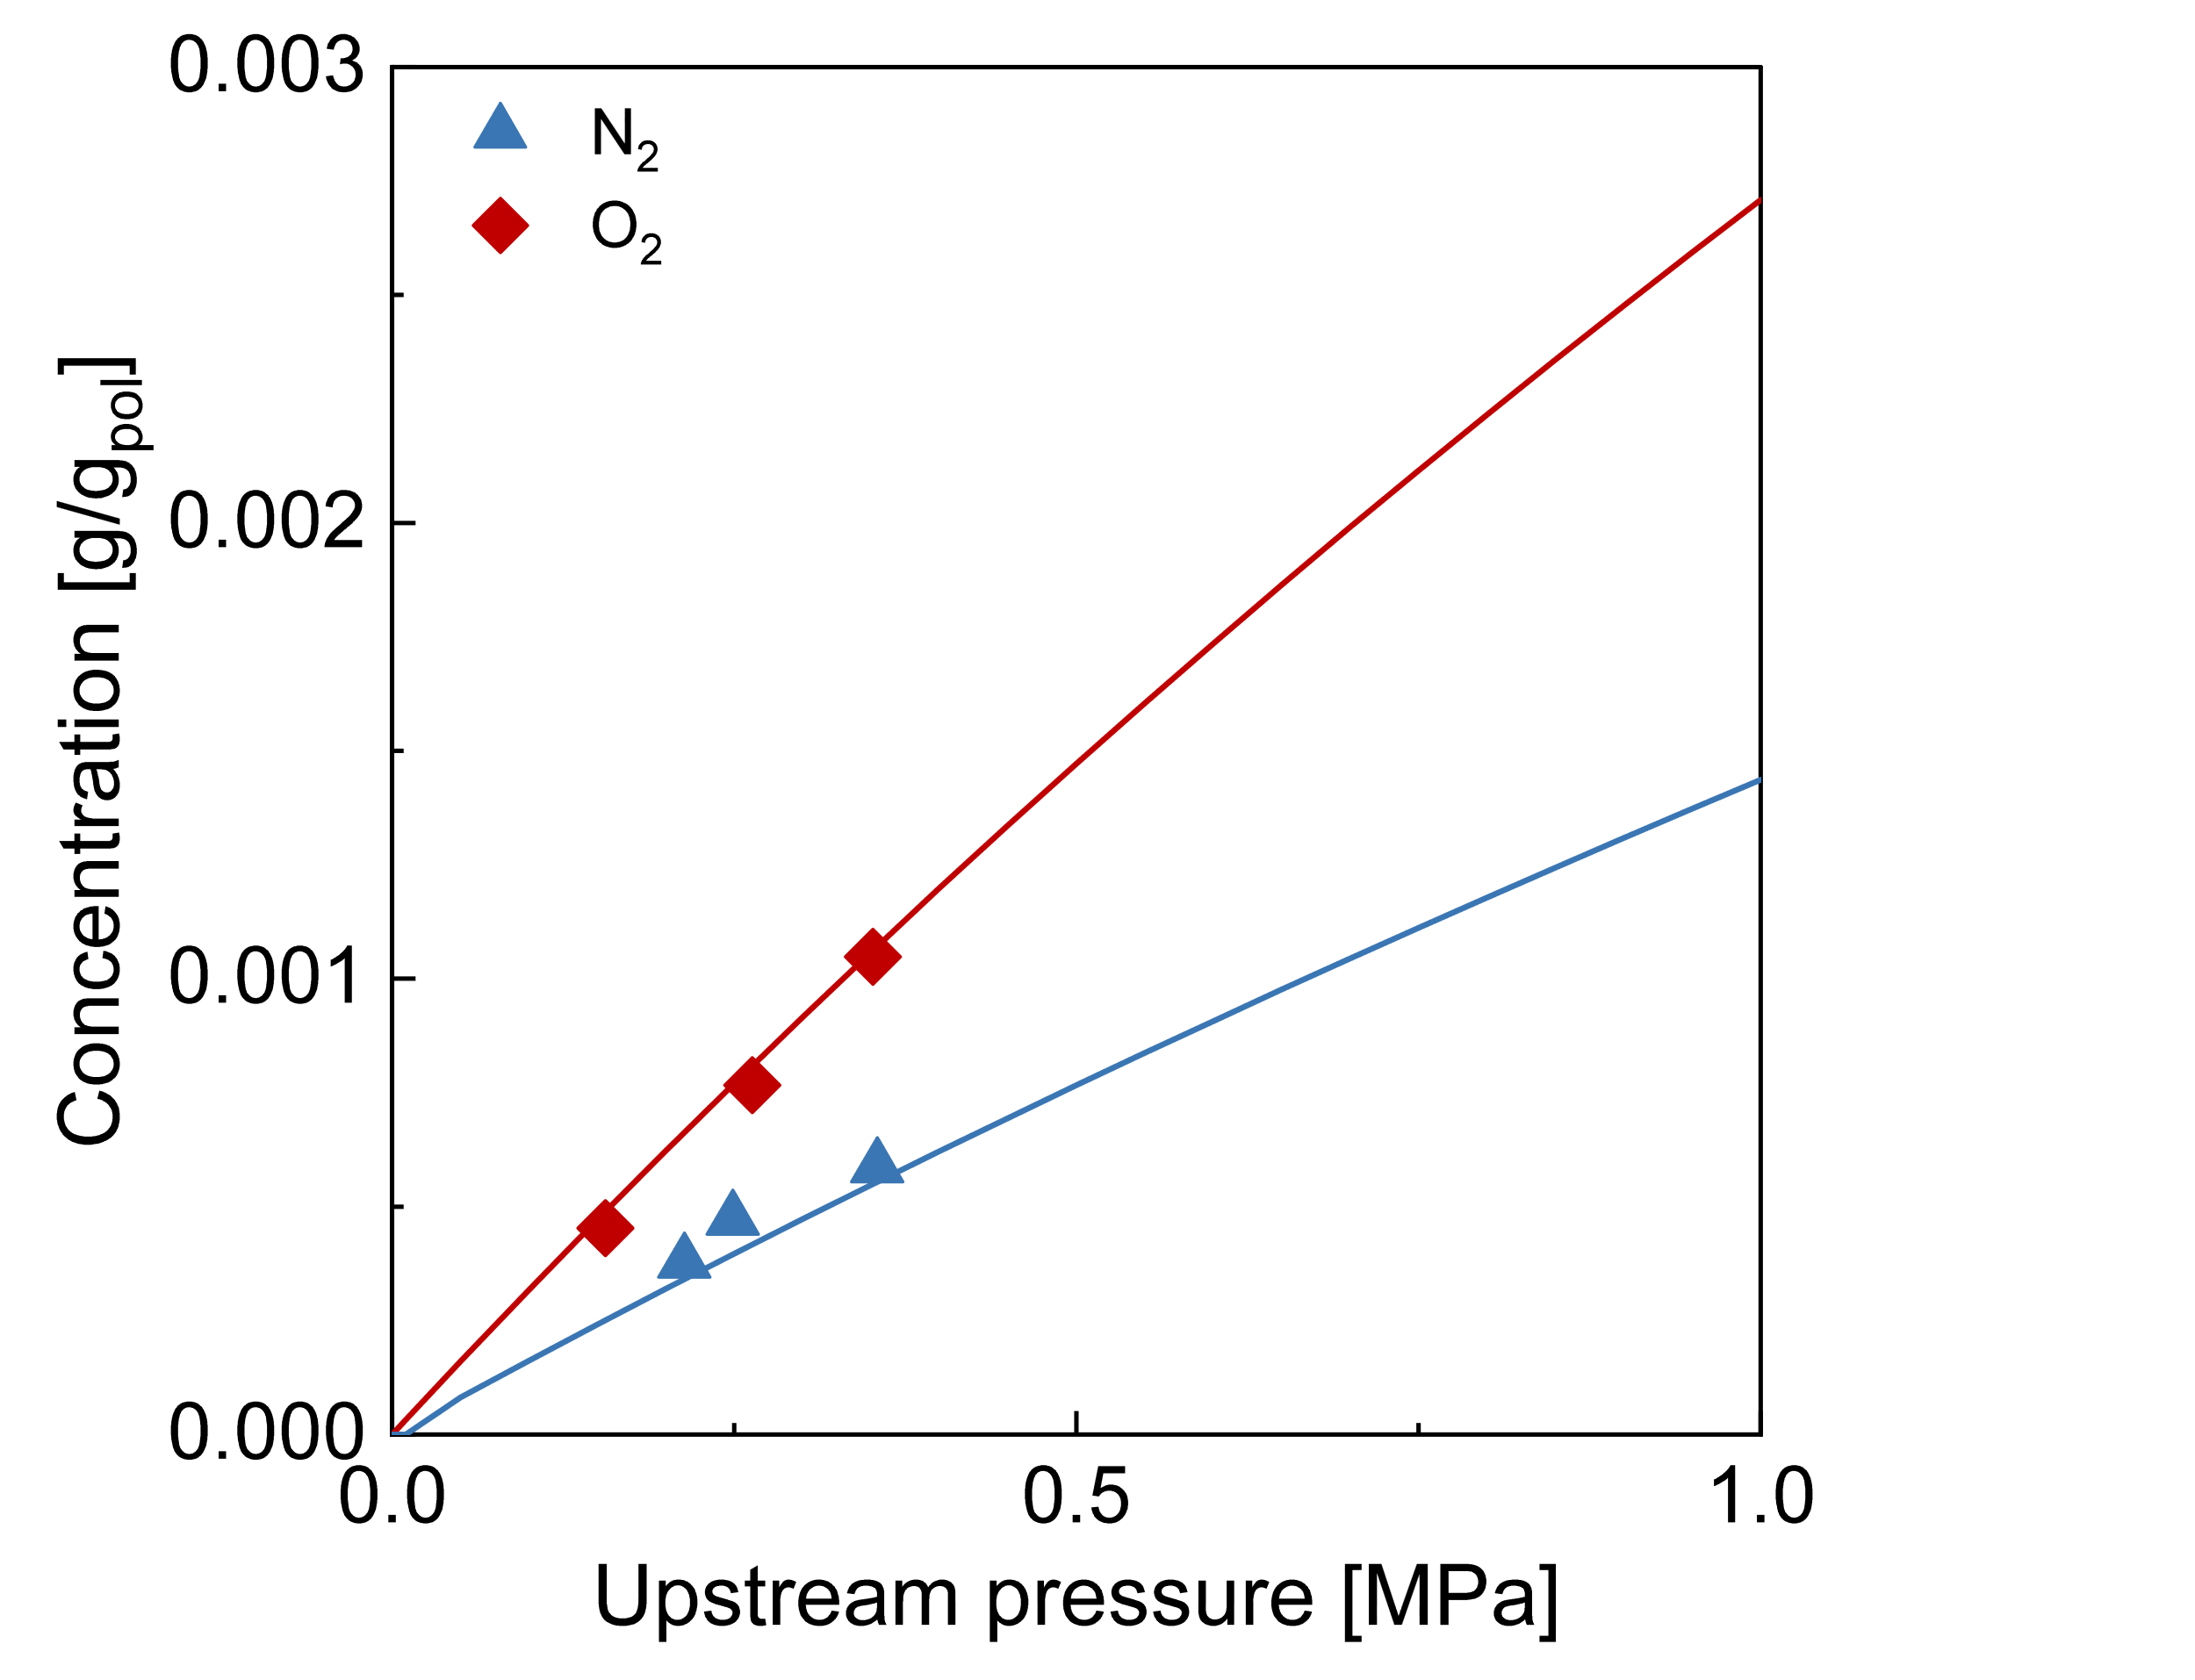 0.003
N₂
O₂
0.002
Concentration [g/gₚₒₗ]
0.001
0.000
0.0 0.5 1.0
Upstream pressure [MPa]